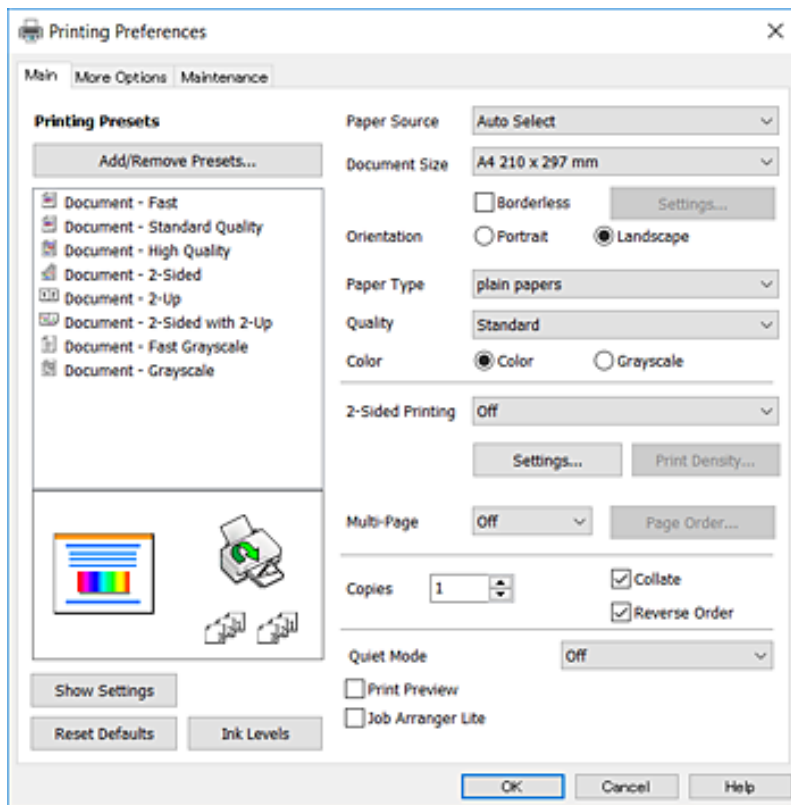 Printing Preferences
Main More Options Maintenance
Printing Presets
Add/Remove Presets...
Document - Fast
Document - Standard Quality
Document - High Quality
Document - 2-Sided
Document - 2-Up
Document - 2-Sided with 2-Up
Document - Fast Grayscale
Document - Grayscale
Show Settings
Reset Defaults Ink Levels
Paper Source Auto Select
Document Size A4 210 x 297 mm
Borderless Settings...
Orientation Portrait Landscape
Paper Type plain papers
Quality Standard
Color Color Grayscale
2-Sided Printing Off
Settings... Print Density...
Multi-Page Off Page Order...
Copies 1 Collate
Reverse Order
Quiet Mode Off
Print Preview
Job Arranger Lite
OK Cancel Help